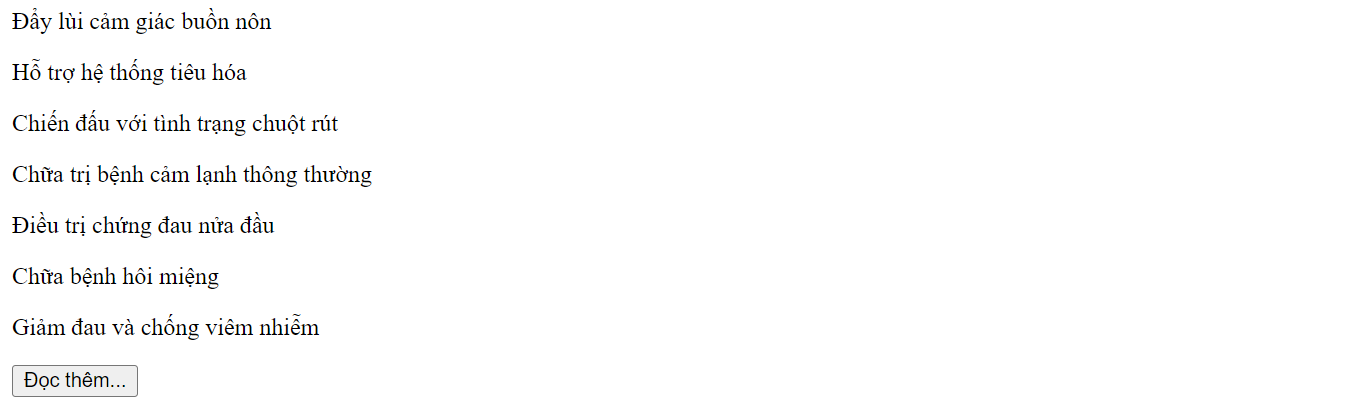 Đẩy lùi cảm giác buồn nôn
Hỗ trợ hệ thống tiêu hóa
Chiến đấu với tình trạng chuột rút
Chữa trị bệnh cảm lạnh thông thường
Điều trị chứng đau nửa đầu
Chữa bệnh hôi miệng
Giảm đau và chống viêm nhiễm
Đọc thêm...